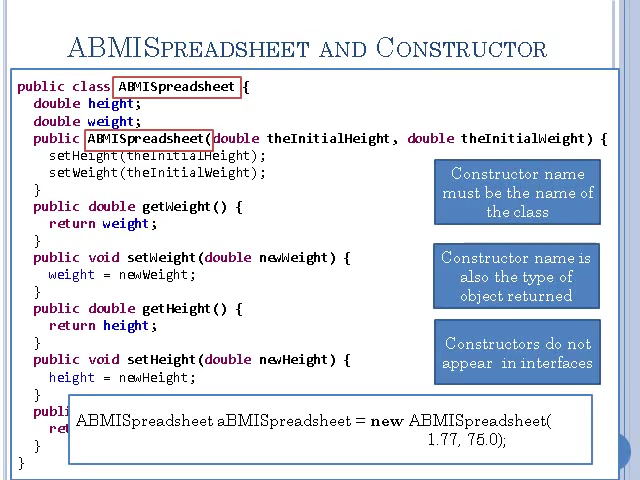 ABMISPREADSHEET AND CONSTRUCTOR
public class ABMISpreadsheet {
double height;
double weight;
public ABMISpreadsheet(double theInitialHeight, double theInitialWeight) {
setHeight(theInitialHeight);
setWeight(theInitialWeight);
}
public double getWeight() {
return weight;
}
public void setWeight(double newWeight) {
weight = newWeight;
}
public double getHeight() {
return height;
}
public void setHeight(double newHeight) {
height = newHeight;
}
}
}
Constructor name
must be the name of
the class
Constructor name is
also the type of
object returned
Constructors do not
appear in interfaces
ABMISpreadsheet aBMISpreadsheet = new ABMISpreadsheet(
1.77, 75.0);